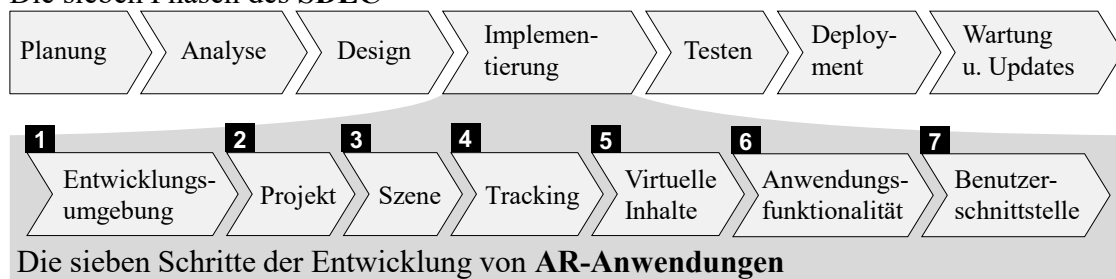 Die sieben Phasen des SDLC
Planung
Analyse
Design
Implemen-
tierung
Testen
Deploy-
ment
Wartung
u. Updates
1
2
3
4
5
6
7
Entwicklungs-
umgebung
Projekt
Szene
Tracking
Virtuelle
Inhalte
Anwendungs-
funktionalität
Benutzer-
schnittstelle
Die sieben Schritte der Entwicklung von AR-Anwendungen